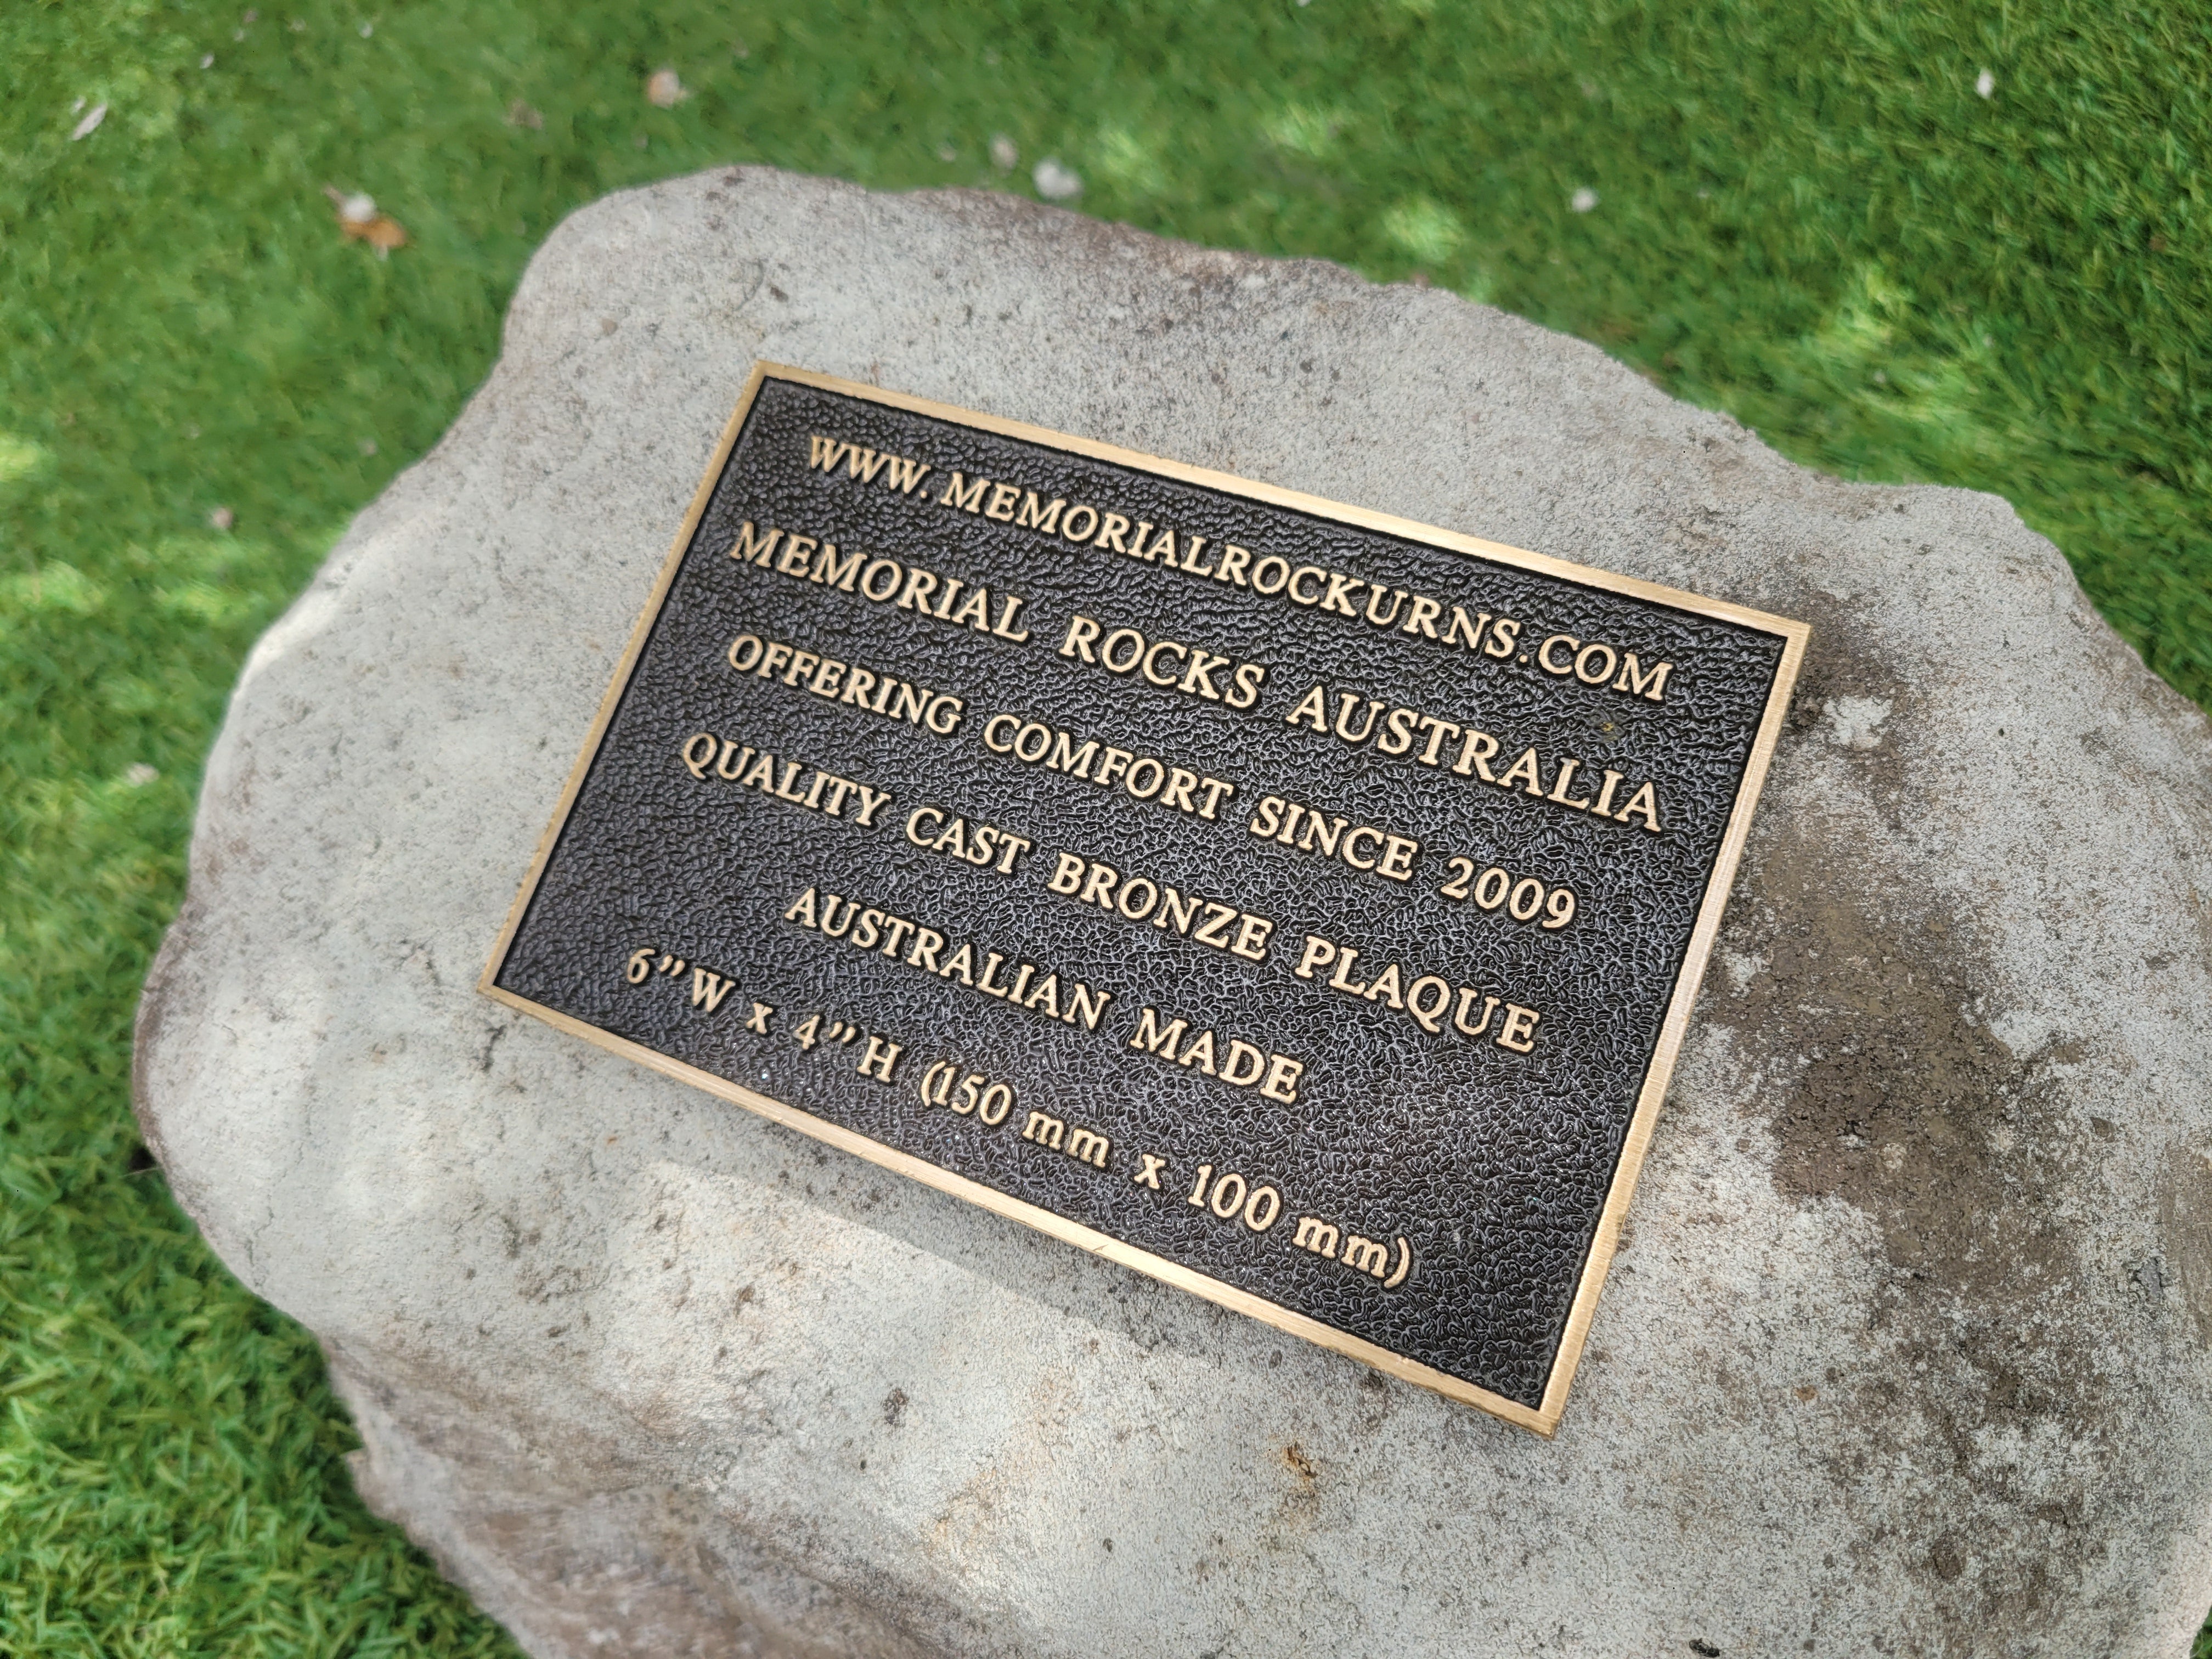 WWW. MEMORIALROCKURNS.COM
MEMORIAL ROCKS AUSTRALIA
OFFERING COMFORT SINCE 2009
QUALITY CAST BRONZE PLAQUE
AUSTRALIAN MADE
6”W x 4”H (150 mm x 100 mm)